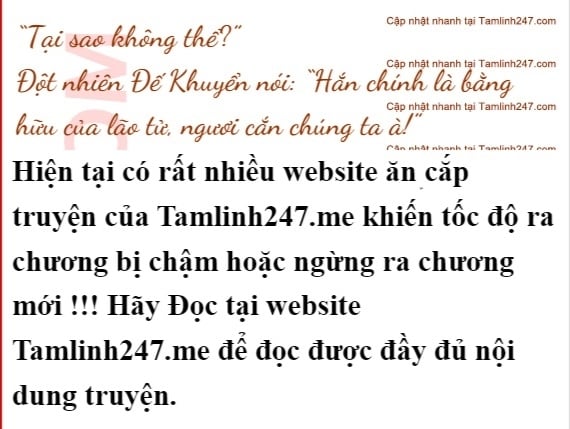 Cập nhật nhanh tại Tamlinh247.com
“Tại sao không thể?”
Cập nhật nhanh tại Tamlinh247.com
Đột nhiên Đế Khuyển nói: “Hắn chính là bằng
Cập nhật nhanh tại Tamlinh247.com
hữu của lão tử, ngươi cắn chúng ta à!”
Cập nhật nhanh tại Tamlinh247.com
Hiện tại có rất nhiều website ăn cắp
truyện của Tamlinh247.me khiến tốc độ ra
chương bị chậm hoặc ngừng ra chương
mới !!! Hãy Đọc tại website
Tamlinh247.me để đọc được đầy đủ nội
dung truyện.